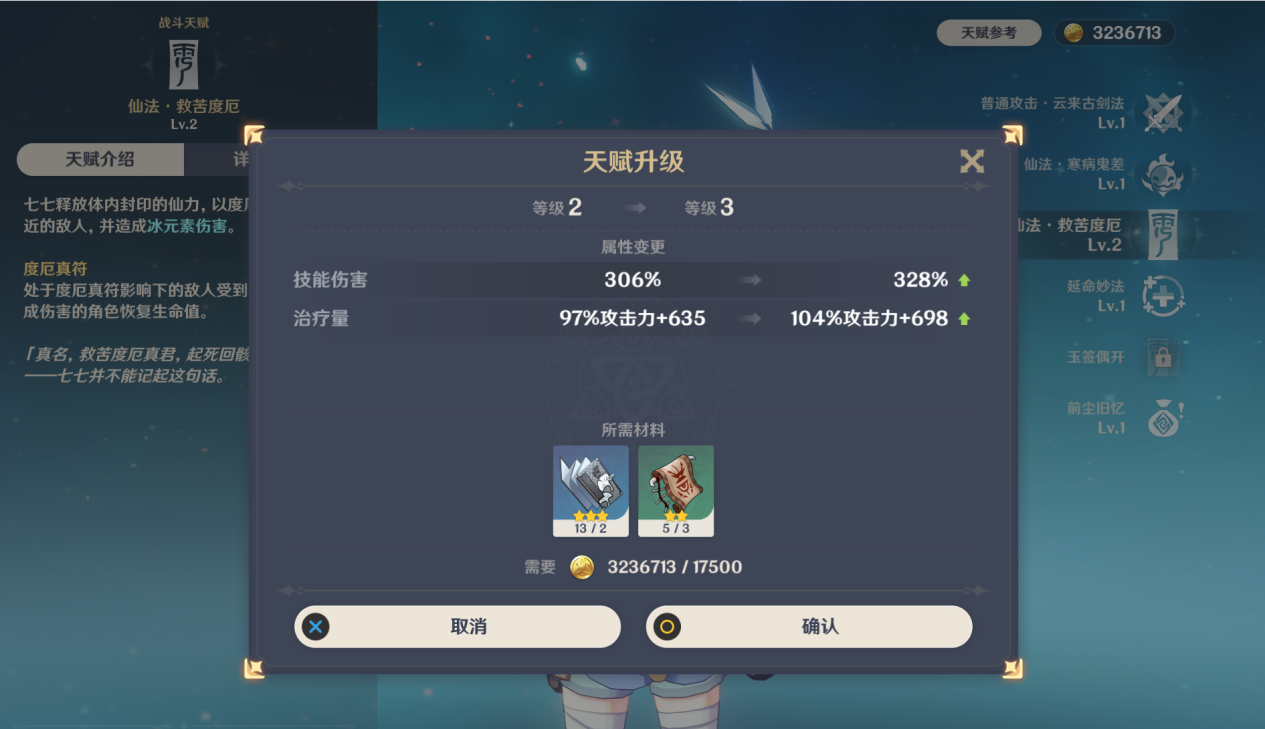 战斗天赋
仙法·救苦度厄
Lv.2
天赋介绍
详
七七释放体内封印的仙力，以度
近的敌人，并造成冰元素伤害。
度厄真符
处于度厄真符影响下的敌人受到
成伤害的角色恢复生命值。
「真名，救苦度厄真君，起死回骸
——七七并不能记起这句话。
天赋参考
3236713
普通攻击·云来古剑法
Lv.1
仙法·寒病鬼差
Lv.1
仙法·救苦度厄
Lv.2
延命妙法
Lv.1
玉签偶开
前尘旧忆
Lv.1
天赋升级
等级2
等级3
属性变更
技能伤害
306%
328%
治疗量
97%攻击力+635
104%攻击力+698
所需材料
13 / 2
5 / 3
需要
3236713 / 17500
取消
确认